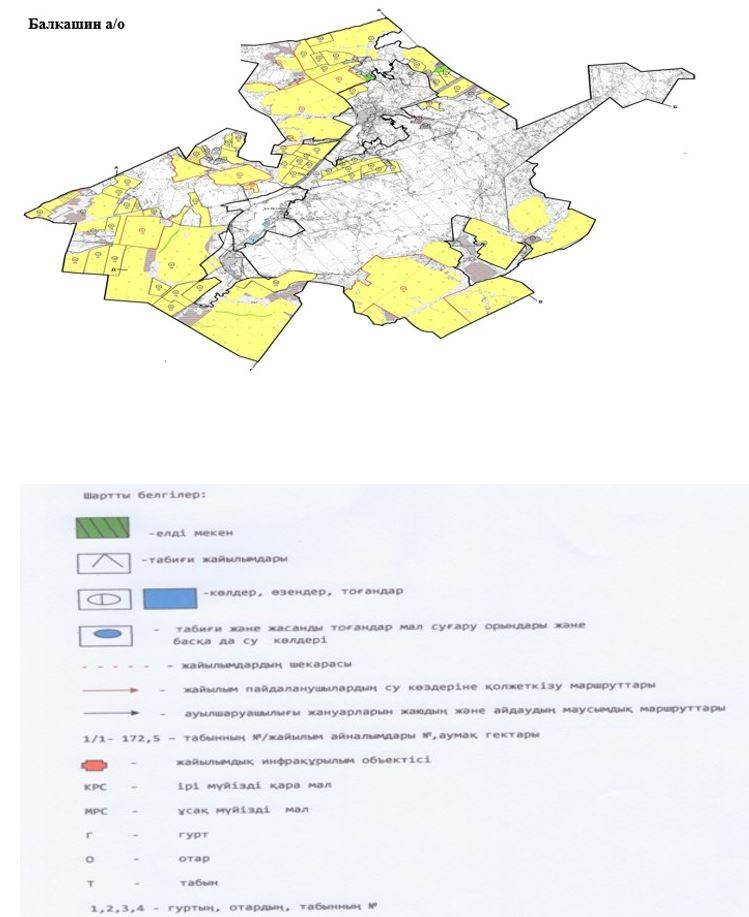 Балкашин а/о
Шартты белгілер:
-елді мекен
-табиғи жайылымдары
-көлдер, өзендер, тоғандар
- табиғи және жасанды тоғандар мал суғару орындары және
басқа да су көлдері
- жайылымдардың шекарасы
- жайылым пайдаланушылардың су көздеріне қолжеткізу маршруттары
- ауылшаруашылығы жануарларын жаюдың және айдаудың маусымдық маршруттары
1/1- 172,5 – табынның №/жайылым айналымдары №,аумақ гектары
- жайылымдық инфрақұрылым объектісі
КРС - ірі мүйізді қара мал
МРС - ұсақ мүйізді мал
Г - гурт
О - отар
Т - табын
1,2,3,4 - гуртың, отардың, табынның №